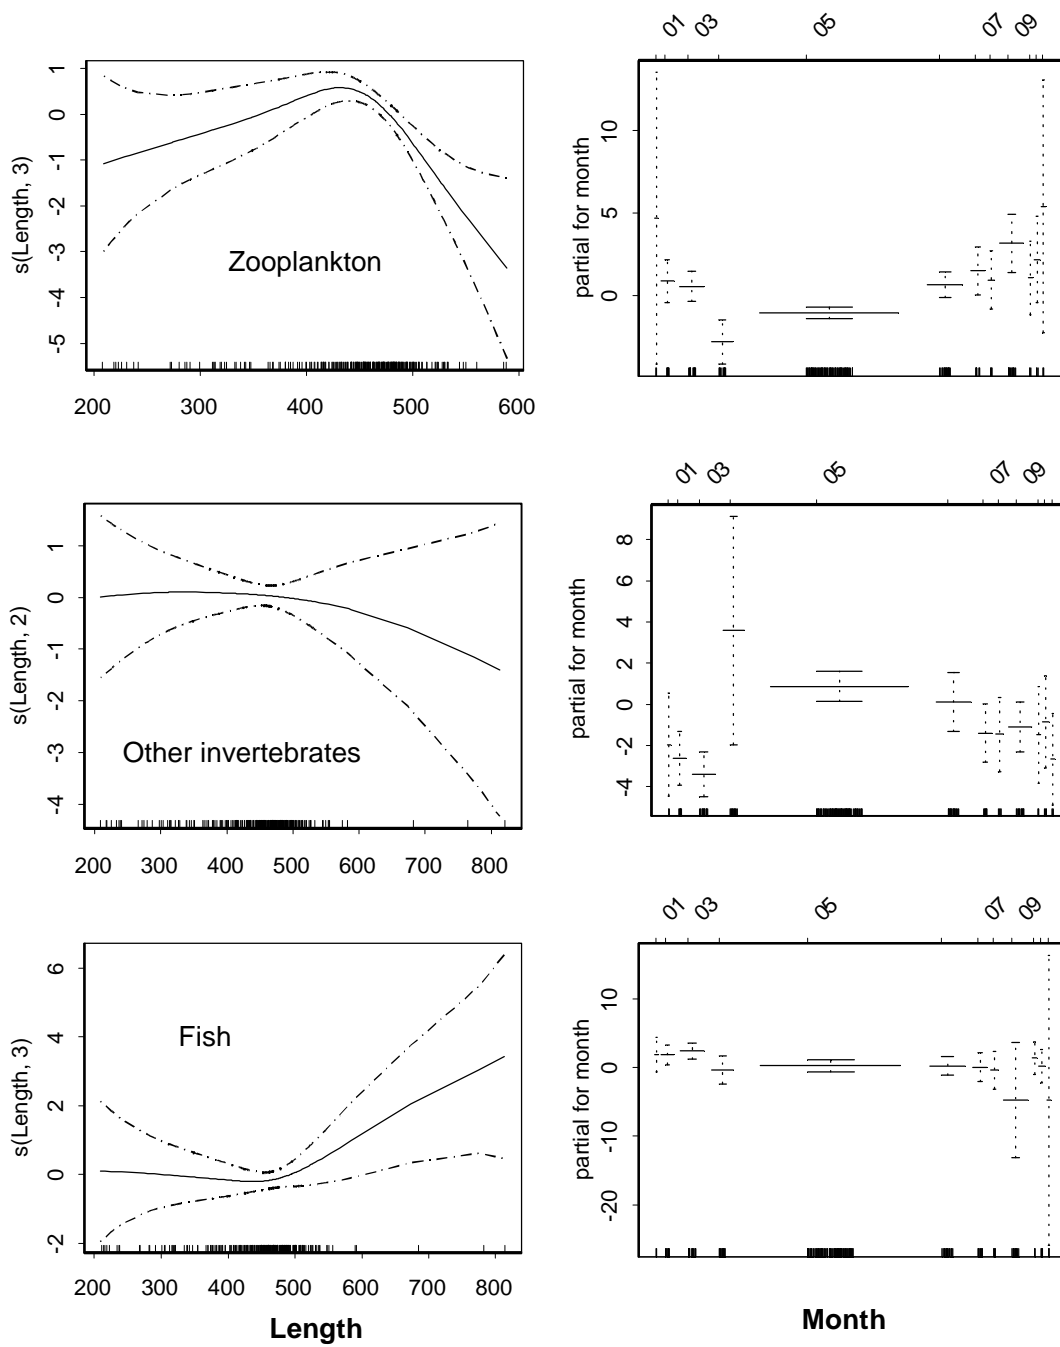 01 03 05 07 09
s(Length, 3)
1
0
-1
-2
-3
-4
-5
Zooplankton
200 300 400 500 600
partial for month
10
5
0
01 03 05 07 09
s(Length, 2)
1
0
-1
-2
-3
-4
Other invertebrates
200 300 400 500 600 700 800
partial for month
8
6
4
2
0
-2
-4
01 03 05 07 09
s(Length, 3)
6
4
2
0
-2
Fish
200 300 400 500 600 700 800
Length
partial for month
10
0
-10
-20
Month